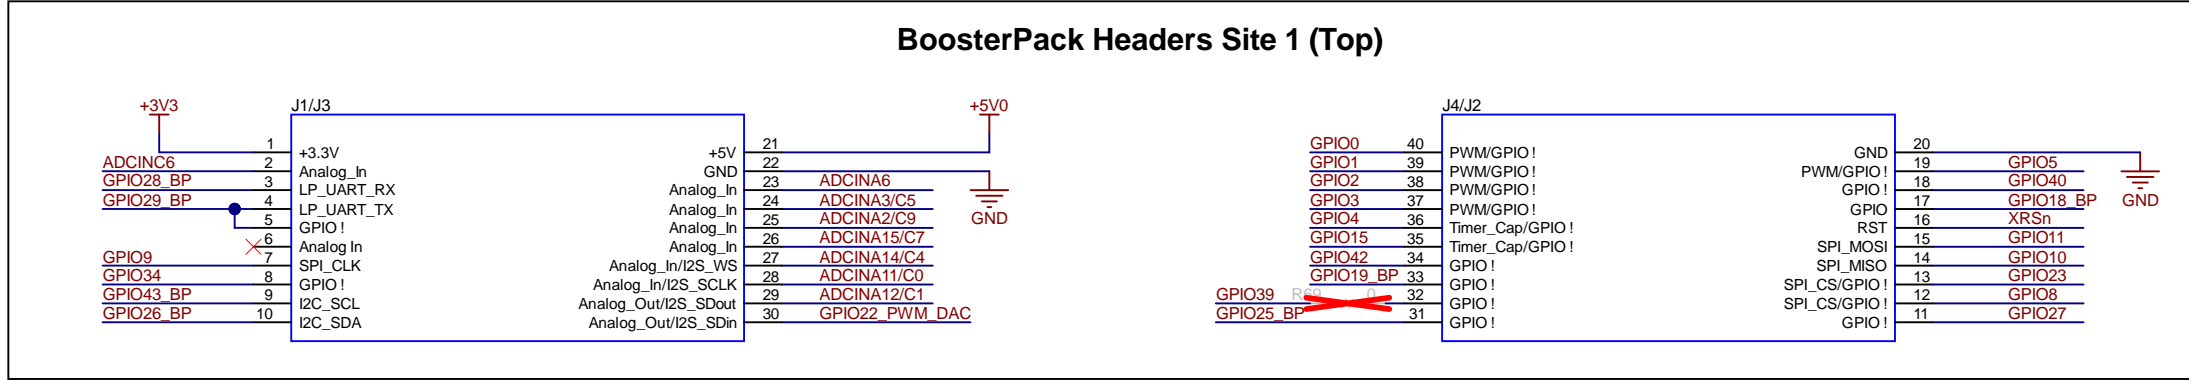 BoosterPack Headers Site 1 (Top)
+3V3
J1/J3
+5V0
1 +3.3V
ADCINC6 2 Analog_In
GPIO28_BP 3 LP_UART_RX
GPIO29_BP 4 LP_UART_TX
5 GPIO !
6 Analog In
GPIO9 7 SPI_CLK
GPIO34 8 GPIO !
GPIO43_BP 9 I2C_SCL
GPIO26_BP 10 I2C_SDA
+5V 21
GND 22
Analog_In 23 ADCINA6
Analog_In 24 ADCINA3/C5
Analog_In 25 ADCINA2/C9
Analog_In 26 ADCINA15/C7
Analog_In/I2S_WS 27 ADCINA14/C4
Analog_In/I2S_SCLK 28 ADCINA11/C0
Analog_Out/I2S_SDout 29 ADCINA12/C1
Analog_Out/I2S_SDin 30 GPIO22_PWM_DAC
GND
J4/J2
GPIO0 40 PWM/GPIO !
GPIO1 39 PWM/GPIO !
GPIO2 38 PWM/GPIO !
GPIO3 37 PWM/GPIO !
GPIO4 36 Timer_Cap/GPIO !
GPIO15 35 Timer_Cap/GPIO !
GPIO42 34 GPIO !
GPIO19_BP 33 GPIO !
GPIO39 R69 0 32 GPIO !
GPIO25_BP 31 GPIO !
GND 20
PWM/GPIO ! 19 GPIO5
GPIO ! 18 GPIO40
GPIO 17 GPIO18_BP
RST 16 XRSn
SPI_MOSI 15 GPIO11
SPI_MISO 14 GPIO10
SPI_CS/GPIO ! 13 GPIO23
SPI_CS/GPIO ! 12 GPIO8
GPIO ! 11 GPIO27
GND